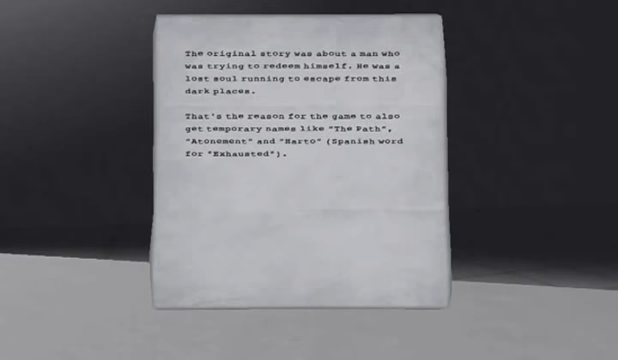 The original story was about a man who
was trying to redeem himself. He was a
lost soul running to escape from this
dark places.
That's the reason for the game to also
get temporary names like "The Path",
"Atonement" and "Harto" (Spanish word
for "Exhausted").